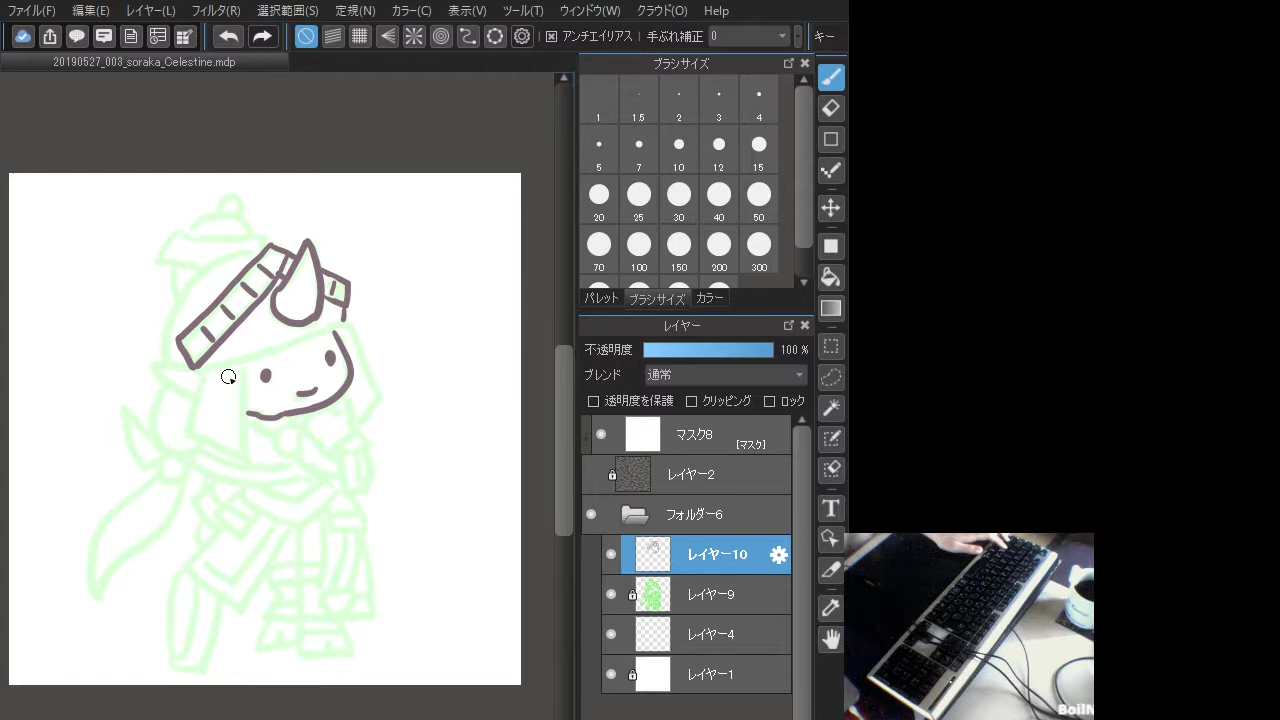 ファイル(F) 編集(E) レイヤー(L) フィルタ(R) 選択範囲(S) 定規(N) カラー(C) 表示(V) ツール(T) ウィンドウ(W) クラウド(O) Help
アンチエイリアス 手ぶれ補正 0 キー
20190527_003_soraka_Celestine.mdp
ブラシサイズ
1 1.5 2 3 4
5 7 10 12 15
20 25 30 40 50
70 100 150 200 300
パレット ブラシサイズ カラー
レイヤー
不透明度 100 %
ブレンド 通常
透明度を保護 クリッピング ロック
マスク8
[マスク]
レイヤー2
フォルダー6
レイヤー10
レイヤー9
レイヤー4
レイヤー1
T